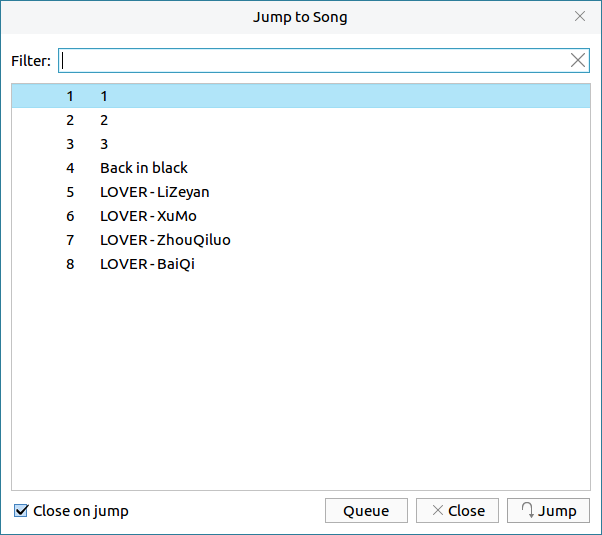 Jump to Song
Filter:
1 1
2 2
3 3
4 Back in black
5 LOVER - LiZeyan
6 LOVER - XuMo
7 LOVER - ZhouQiluo
8 LOVER - BaiQi
Close on jump Queue Close Jump